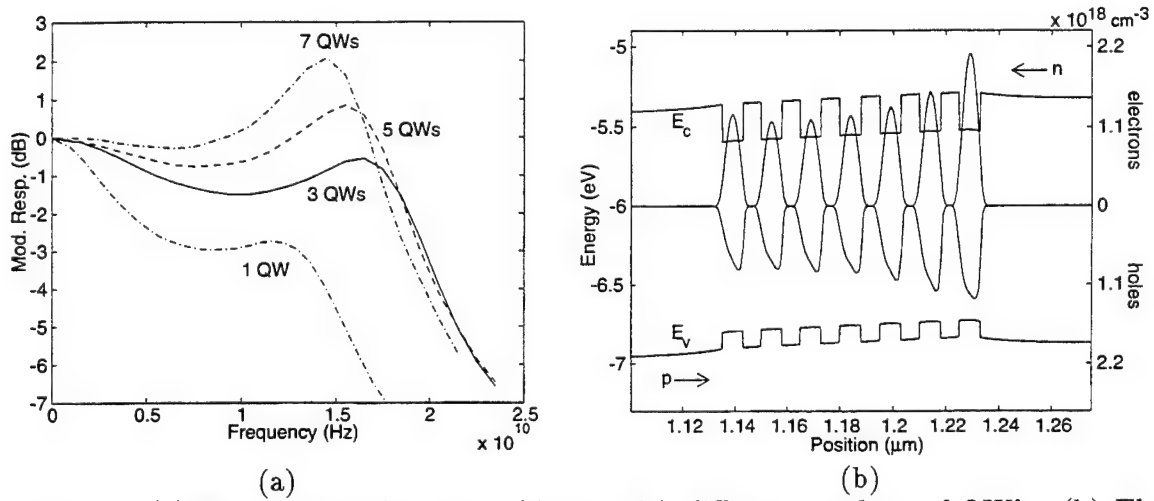 3
2
1
0
-1
-2
-3
-4
-5
-6
-7
Mod. Resp. (dB)
7 QWs
5 QWs
3 QWs
1 QW
0
0.5
1
1.5
2
2.5
Frequency (Hz)
x 10^10
(a)
x 10^18 cm^-3
-5
-5.5
-6
-6.5
-7
Energy (eV)
E_c
E_v
← n
p →
2.2
1.1
0
1.1
2.2
electrons
holes
1.12 1.14 1.16 1.18 1.2 1.22 1.24 1.26
Position (μm)
(b)